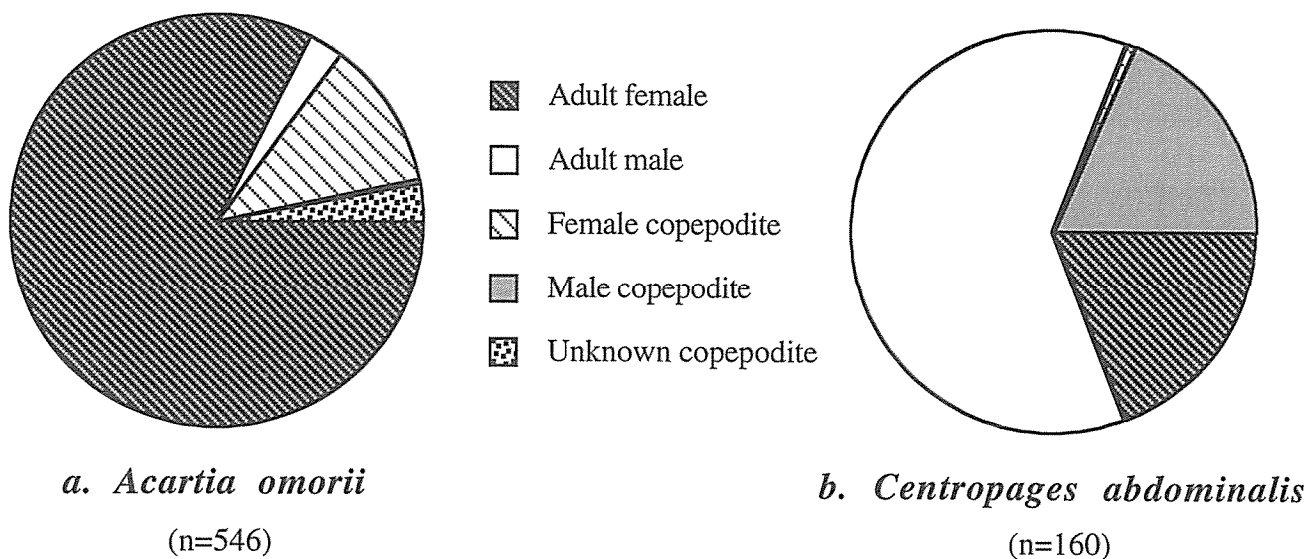 Adult female
Adult male
Female copepodite
Male copepodite
Unknown copepodite
a. Acartia omorii
(n=546)
b. Centropages abdominalis
(n=160)